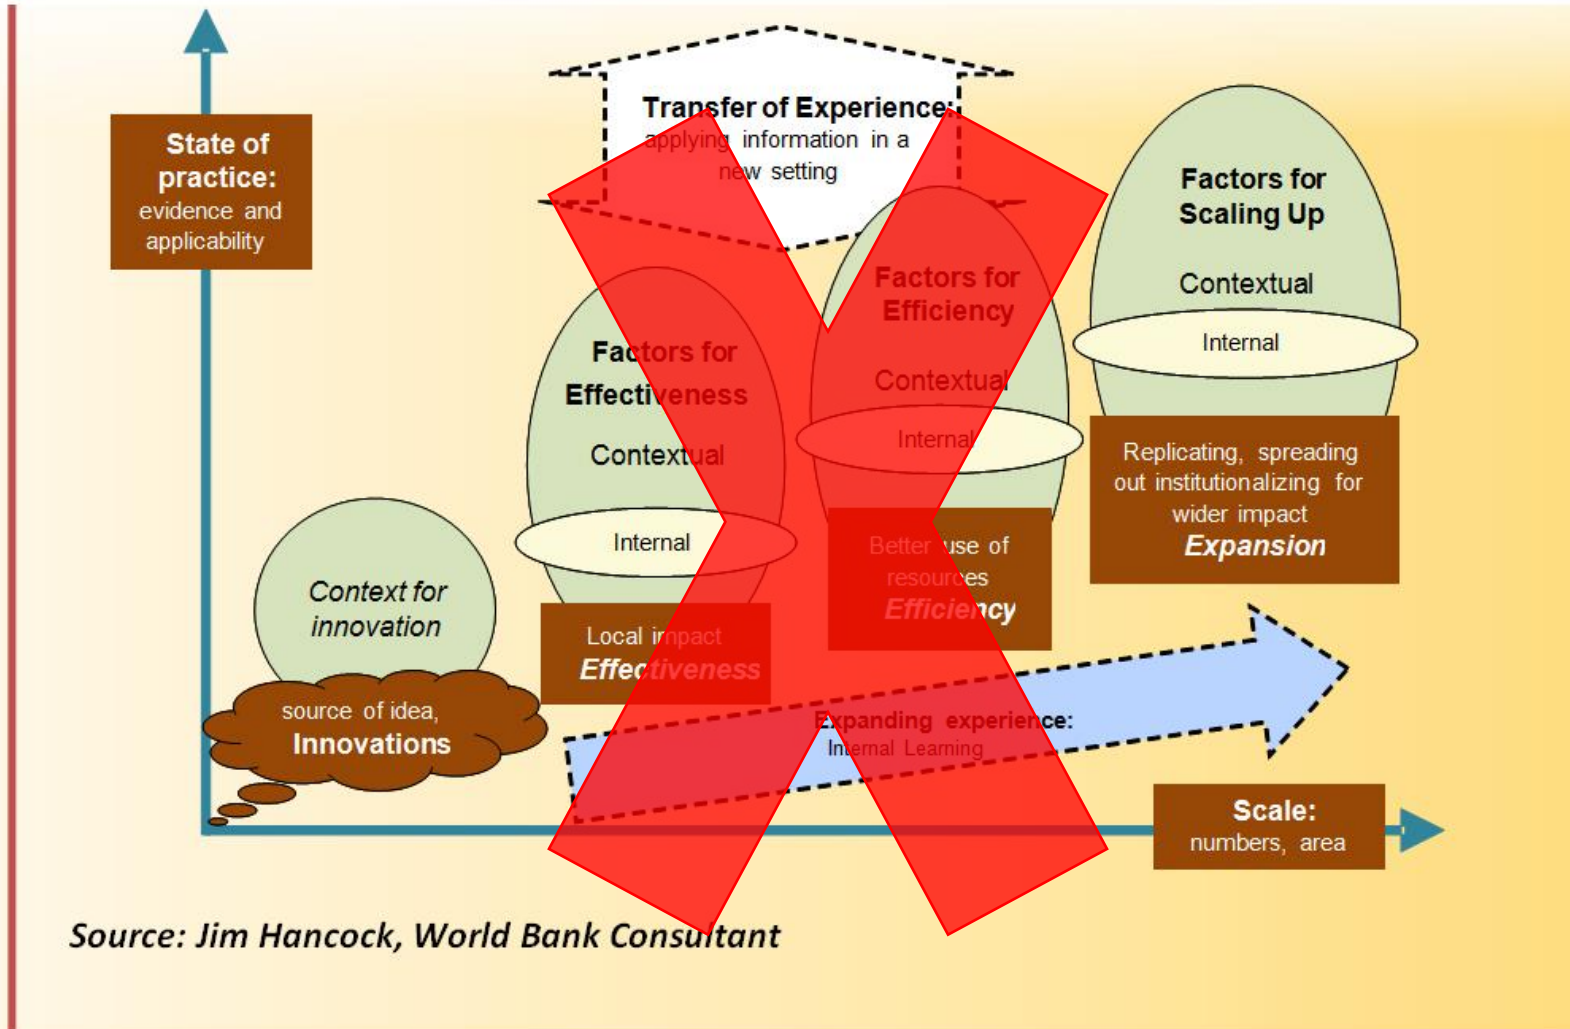 Transfer of Experience:
applying information in a
new setting
State of
practice:
evidence and
applicability
Factors for
Scaling Up
Contextual
Internal
Replicating, spreading
out institutionalizing for
wider impact
Expansion
Factors for
Efficiency
Contextual
Internal
Better use of
resources
Efficiency
Factors for
Effectiveness
Contextual
Internal
Local impact
Effectiveness
Context for
innovation
source of idea,
Innovations
Expanding experience:
Internal Learning
Scale:
numbers, area
Source: Jim Hancock, World Bank Consultant